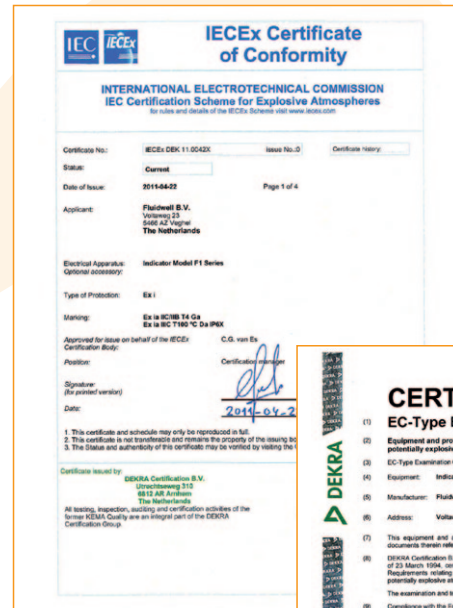 IEC IECEx
IECEx Certificate
of Conformity
INTERNATIONAL ELECTROTECHNICAL COMMISSION
IEC Certification Scheme for Explosive Atmospheres
for rules and details of the IECEx Scheme visit www.iecex.com
Certificate No.: IECEx DEK 11.0042X issue No.:0 Certificate history:
Status: Current
Date of Issue: 2011-04-22 Page 1 of 4
Applicant: Fluidwell B.V.
Voltaweg 23
5466 AZ Veghel
The Netherlands
Electrical Apparatus: Indicator Model F1 Series
Optional accessory:
Type of Protection: Ex i
Marking: Ex ia IIC/IIB T4 Ga
Ex ia IIIC T100 °C Da IP6X
Approved for issue on behalf of the IECEx C.G. van Es
Certification Body:
Position: Certification manager
Signature:
(for printed version)
Date: 2011-04-2
1. This certificate and schedule may only be reproduced in full.
2. This certificate is not transferable and remains the property of the issuing bo
3. The Status and authenticity of this certificate may be verified by visiting the
Certificate issued by:
DEKRA Certification B.V.
Utrechtseweg 310
6812 AR Arnhem
The Netherlands
All testing, inspection, auditing and certification activities of the
former KEMA Quality are an integral part of the DEKRA
Certification Group.
DEKRA
CERT
(1) EC-Type
(2) Equipment and pro
potentially explosiv
(3) EC-Type Examination
(4) Equipment: Indic
(5) Manufacturer: Fluid
(6) Address: Volta
(7) This equipment and
documents therein refe
(8) DEKRA Certification B
of 23 March 1994, ce
Requirements relating
potentially explosive at
The examination and te
(9) Compliance with the E